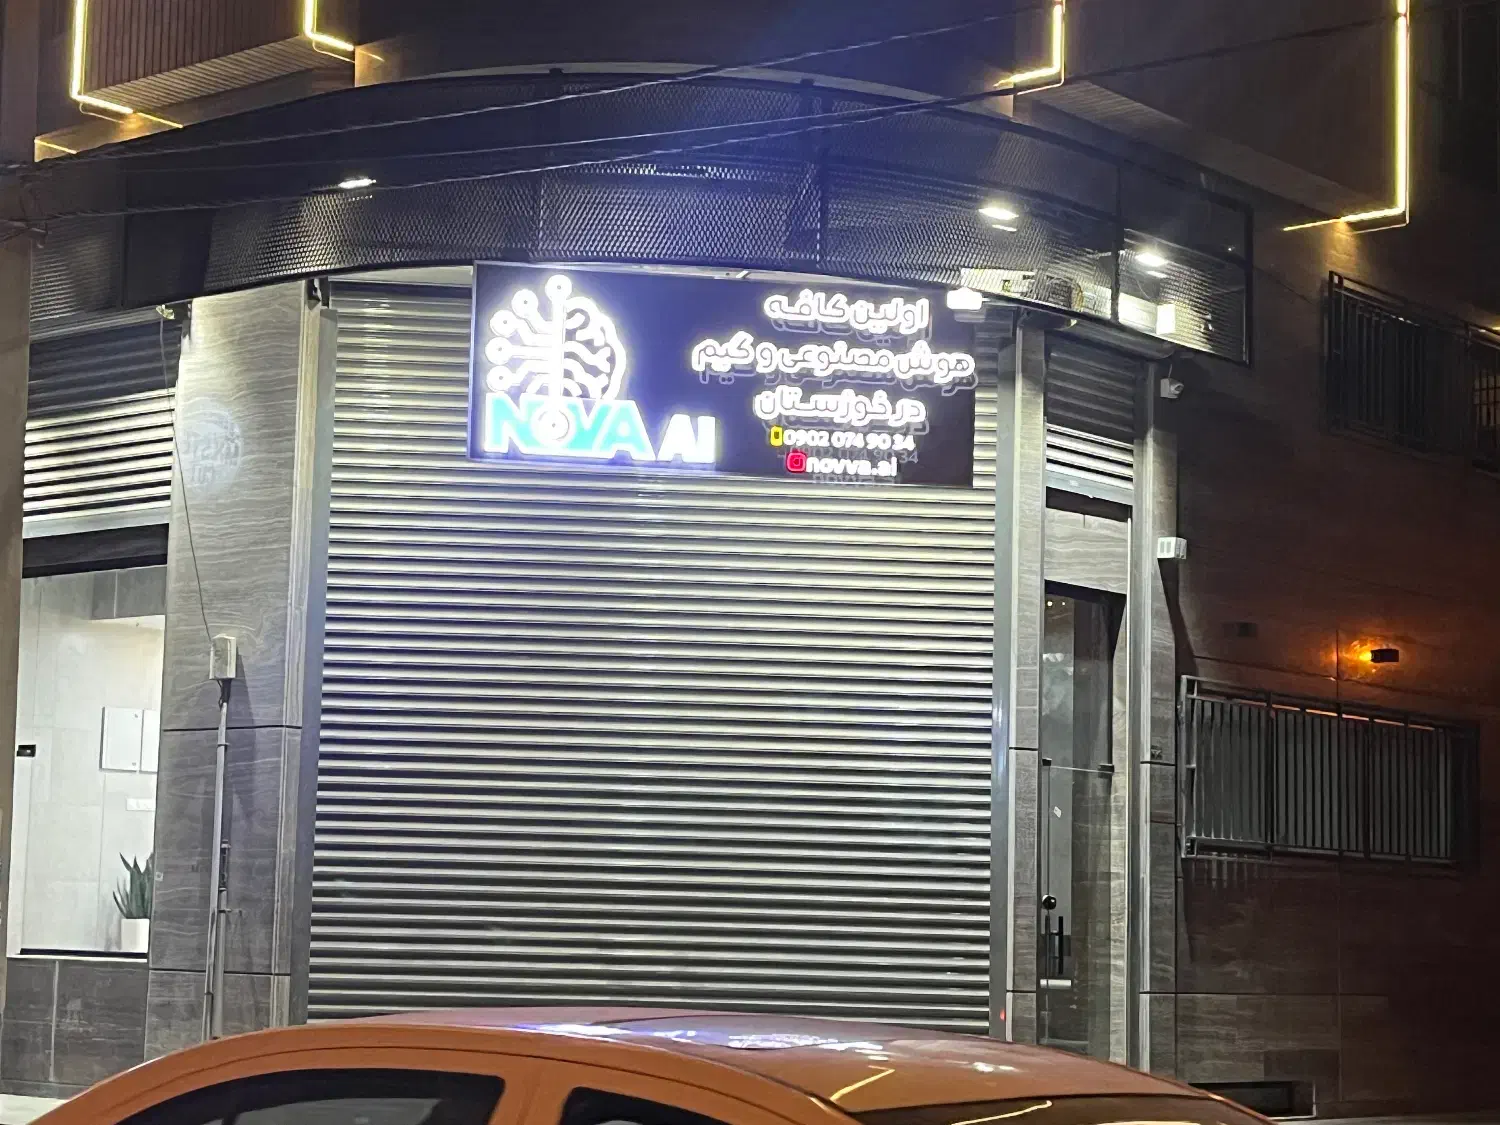 NOVA AI
اولین کافه
هوش مصنوعی و گیم
در خوزستان
0902 074 90 34
novva.ai